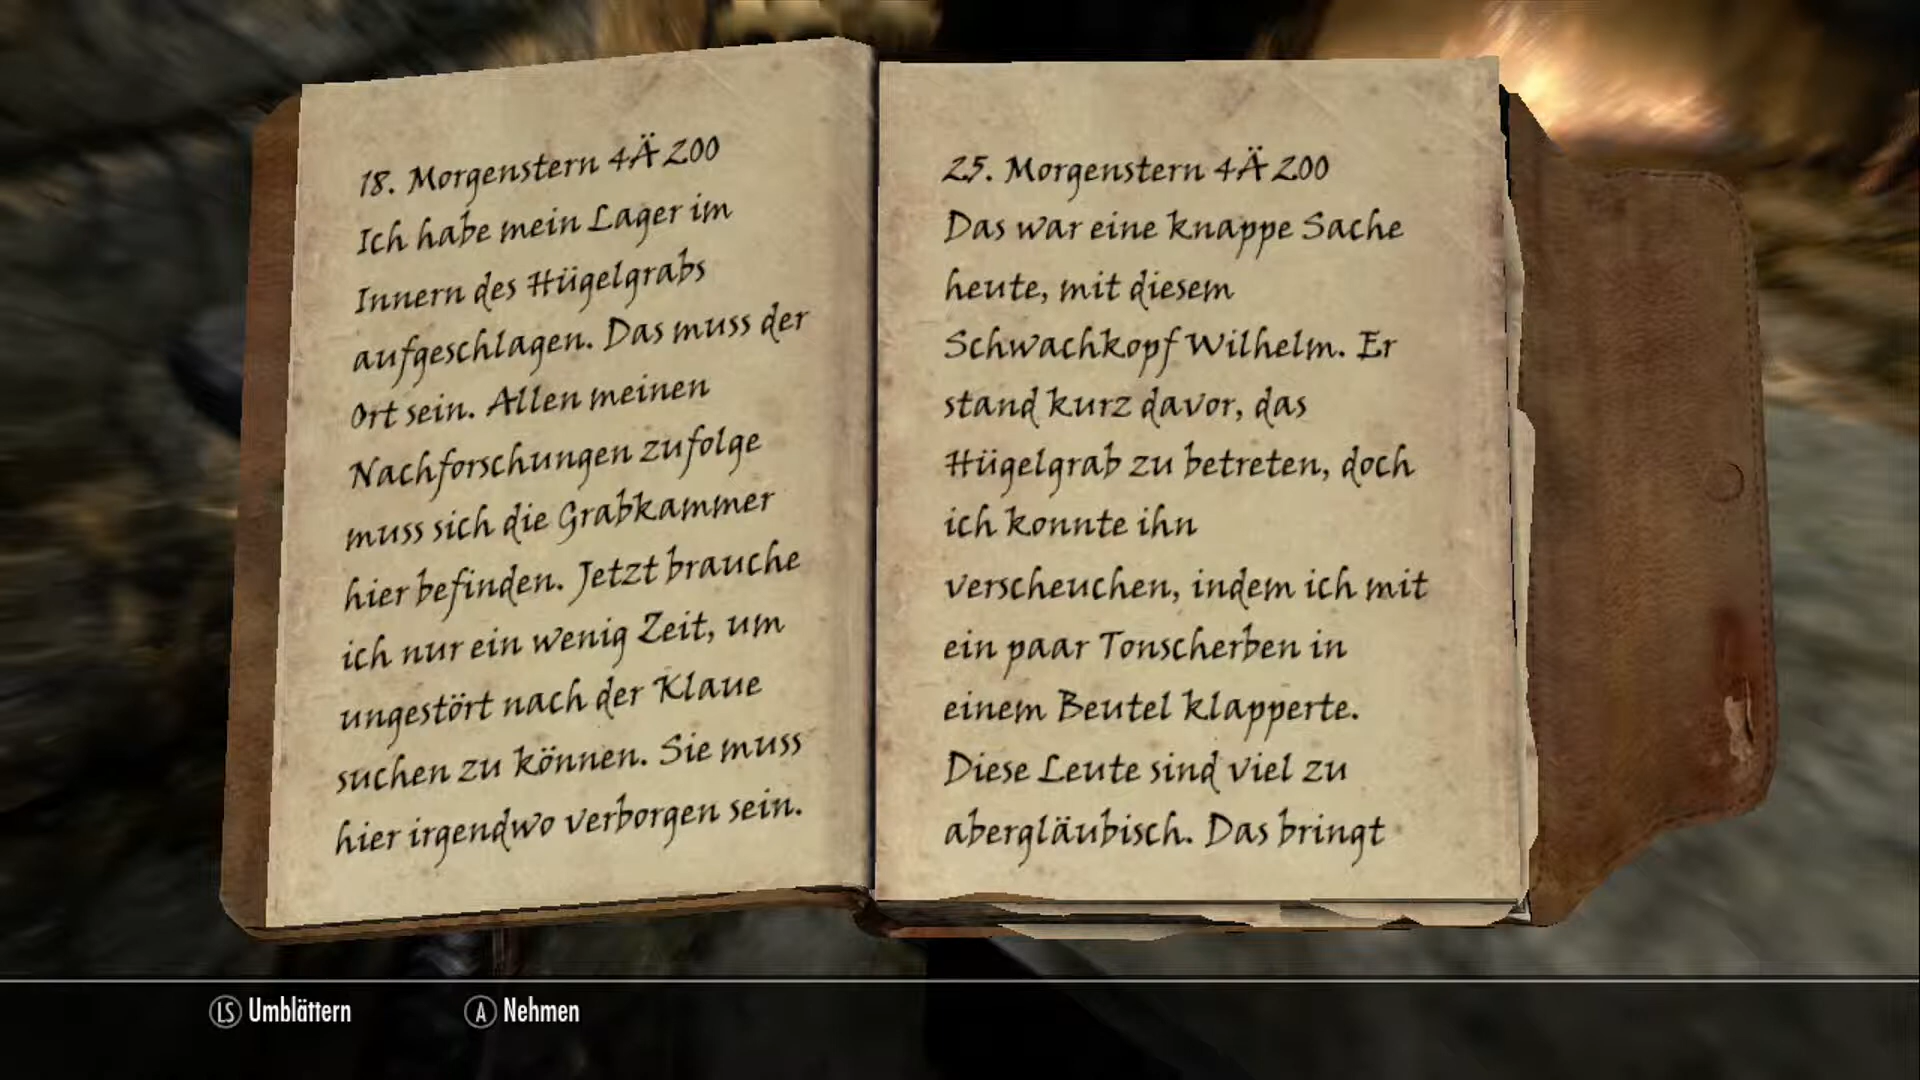 18. Morgenstern 4Ä 200
Ich habe mein Lager im
Innern des Hügelgrabs
aufgeschlagen. Das muss der
Ort sein. Allen meinen
Nachforschungen zufolge
muss sich die Grabkammer
hier befinden. Jetzt brauche
ich nur ein wenig Zeit, um
ungestört nach der Klaue
suchen zu können. Sie muss
hier irgendwo verborgen sein.
25. Morgenstern 4Ä 200
Das war eine knappe Sache
heute, mit diesem
Schwachkopf Wilhelm. Er
stand kurz davor, das
Hügelgrab zu betreten, doch
ich konnte ihn
verscheuchen, indem ich mit
ein paar Tonscherben in
einem Beutel klapperte.
Diese Leute sind viel zu
abergläubisch. Das bringt
LS Umblättern
A Nehmen